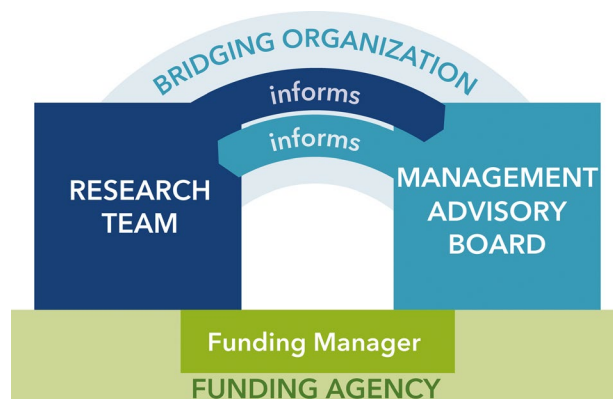 BRIDGING ORGANIZATION
informs
informs
RESEARCH
TEAM
MANAGEMENT
ADVISORY
BOARD
Funding Manager
FUNDING AGENCY